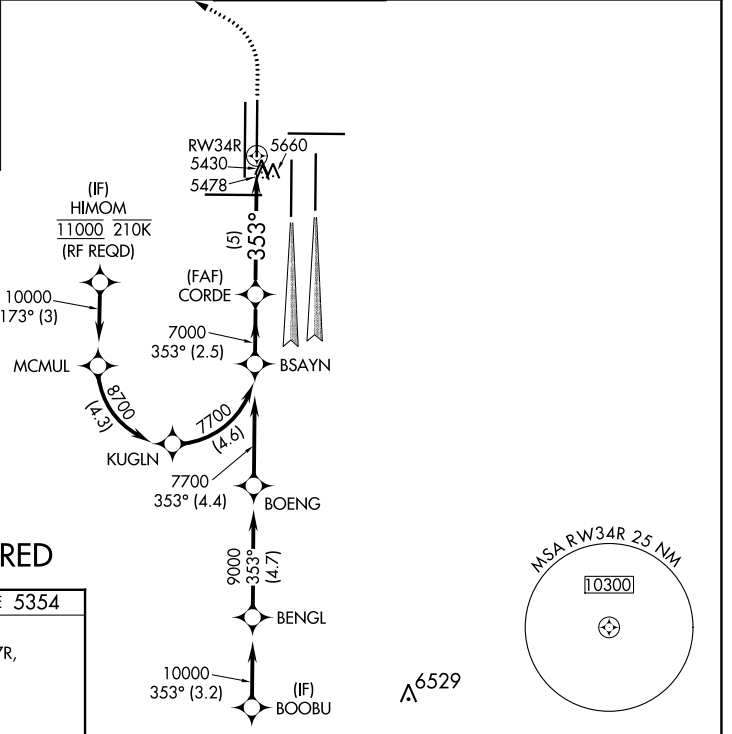 RW34R
5660
5430
5478
(IF)
HIMOM
11000 210K
(RF REQD)
(5)
353°
(FAF)
CORDE
10000
173° (3)
7000
353° (2.5)
MCMUL
BSAYN
8700
(4.3)
7700
(4.6)
KUGLN
7700
353° (4.4)
BOENG
RED
9000
353°
(4.7)
MSA RW34R 25 NM
10300
5354
BENGL
7R,
10000
353° (3.2)
(IF)
BOOBU
6529